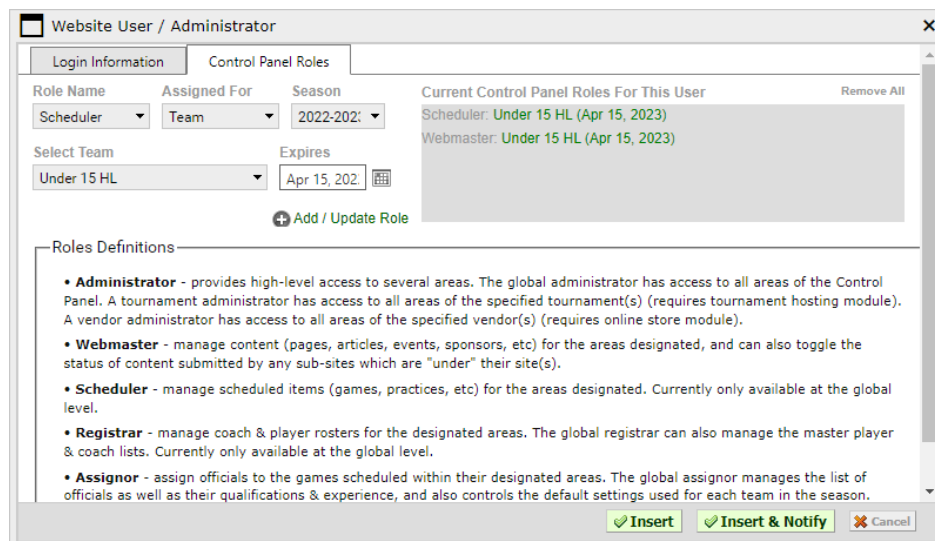 Website User / Administrator
Login Information
Control Panel Roles
Role Name
Assigned For
Season
Current Control Panel Roles For This User
Remove All
Scheduler
Team
2022-202
Scheduler: Under 15 HL (Apr 15, 2023)
Webmaster: Under 15 HL (Apr 15, 2023)
Select Team
Expires
Under 15 HL
Apr 15, 202
Add / Update Role
Roles Definitions
• Administrator - provides high-level access to several areas. The global administrator has access to all areas of the Control
Panel. A tournament administrator has access to all areas of the specified tournament(s) (requires tournament hosting module).
A vendor administrator has access to all areas of the specified vendor(s) (requires online store module).
• Webmaster - manage content (pages, articles, events, sponsors, etc) for the areas designated, and can also toggle the
status of content submitted by any sub-sites which are "under" their site(s).
• Scheduler - manage scheduled items (games, practices, etc) for the areas designated. Currently only available at the global
level.
• Registrar - manage coach & player rosters for the designated areas. The global registrar can also manage the master player
& coach lists. Currently only available at the global level.
• Assignor - assign officials to the games scheduled within their designated areas. The global assignor manages the list of
officials as well as their qualifications & experience, and also controls the default settings used for each team in the season.
Insert
Insert & Notify
Cancel